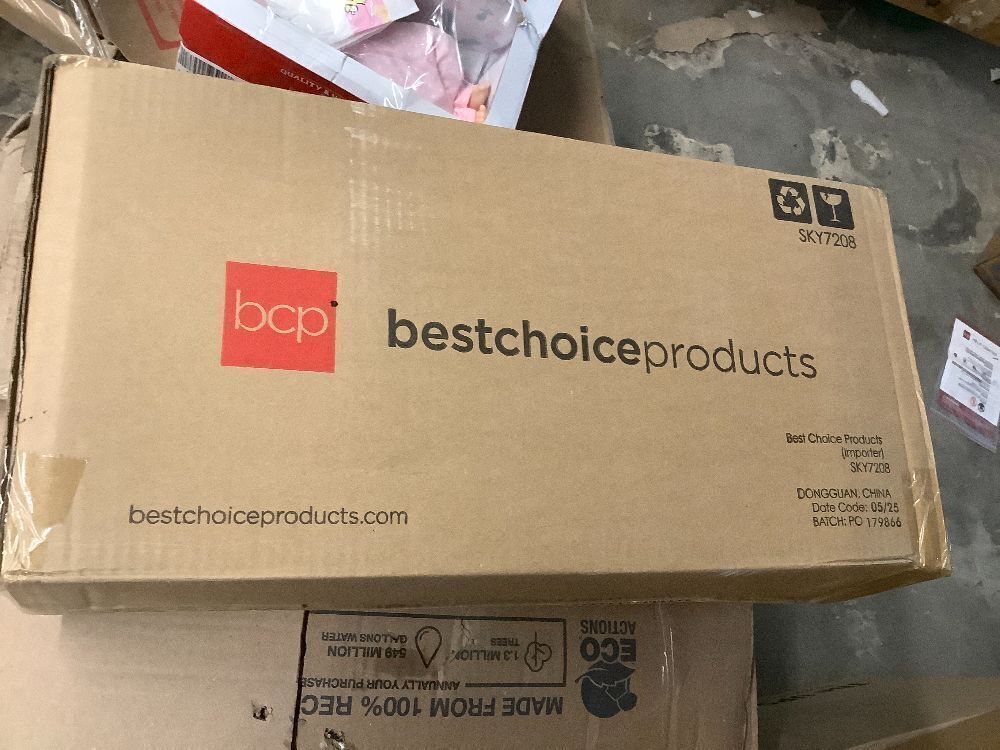 QUALITY &
SKY7208
bcp
bestchoiceproducts
Best Choice Products
(importer)
SKY7208
DONGGUAN, CHINA
Date Code: 05/25
BATCH: PO 179866
bestchoiceproducts.com
ECO
ACTIONS
1.3 MILLION
TREES
549 MILLION
GALLONS WATER
ANNUALLY YOUR PURCHASE
MADE FROM 100% REC